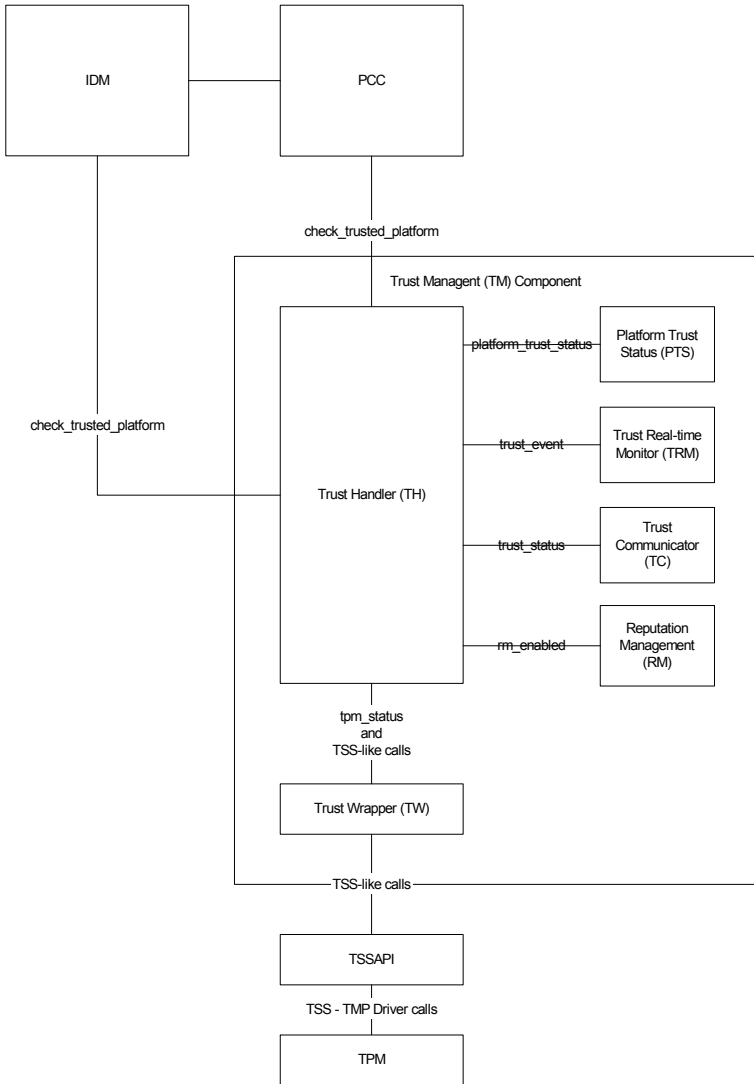 IDM
PCC
check_trusted_platform
Trust Managent (TM) Component
platform_trust_status
Platform Trust
Status (PTS)
check_trusted_platform
trust_event
Trust Real-time
Monitor (TRM)
Trust Handler (TH)
trust_status
Trust
Communicator
(TC)
rm_enabled
Reputation
Management
(RM)
tpm_status
and
TSS-like calls
Trust Wrapper (TW)
TSS-like calls
TSSAPI
TSS - TMP Driver calls
TPM